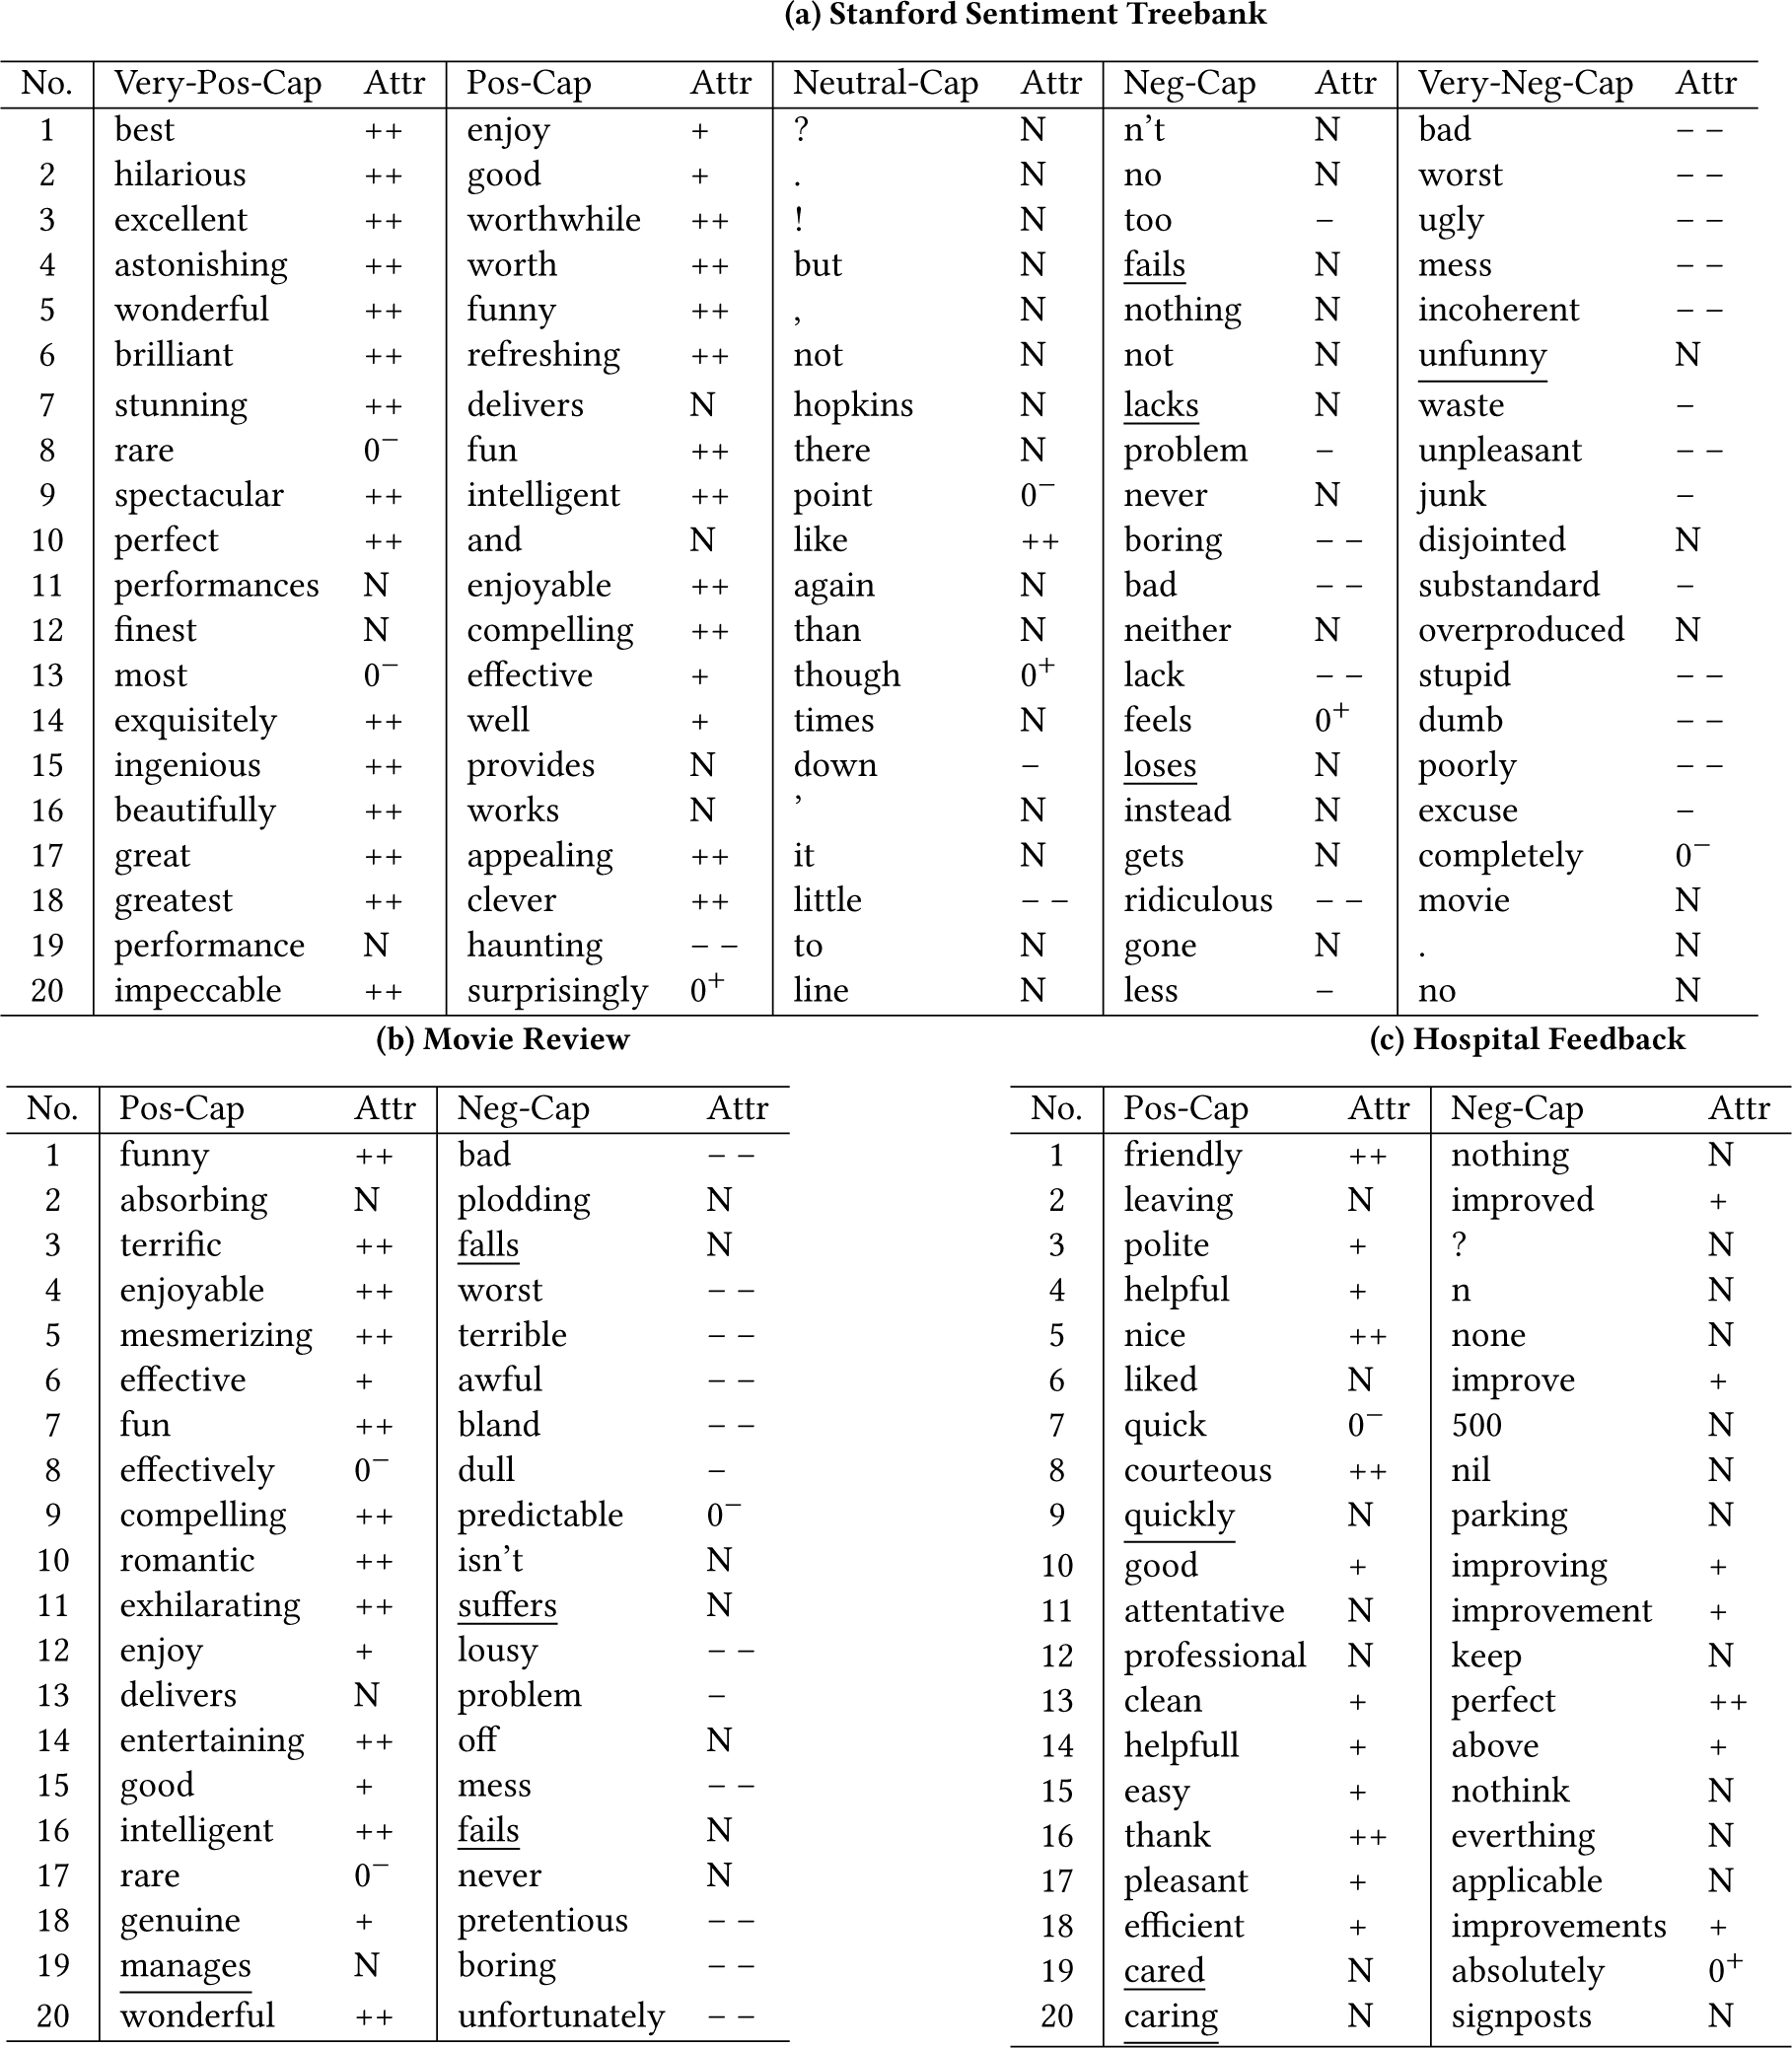 (a) Stanford Sentiment Treebank
No. Very-Pos-Cap Attr Pos-Cap Attr Neutral-Cap Attr Neg-Cap Attr Very-Neg-Cap Attr
1 best ++ enjoy + ? N n't N bad – –
2 hilarious ++ good + . N no N worst – –
3 excellent ++ worthwhile ++ ! N too – ugly – –
4 astonishing ++ worth ++ but N fails N mess – –
5 wonderful ++ funny ++ , N nothing N incoherent – –
6 brilliant ++ refreshing ++ not N not N unfunny N
7 stunning ++ delivers N hopkins N lacks N waste –
8 rare 0⁻ fun ++ there N problem – unpleasant – –
9 spectacular ++ intelligent ++ point 0⁻ never N junk –
10 perfect ++ and N like ++ boring – – disjointed N
11 performances N enjoyable ++ again N bad – – substandard –
12 finest N compelling ++ than N neither N overproduced N
13 most 0⁻ effective + though 0⁺ lack – – stupid – –
14 exquisitely ++ well + times N feels 0⁺ dumb – –
15 ingenious ++ provides N down – loses N poorly – –
16 beautifully ++ works N ' N instead N excuse –
17 great ++ appealing ++ it N gets N completely 0⁻
18 greatest ++ clever ++ little – – ridiculous – – movie N
19 performance N haunting – – to N gone N . N
20 impeccable ++ surprisingly 0⁺ line N less – no N
(b) Movie Review
No. Pos-Cap Attr Neg-Cap Attr
1 funny ++ bad – –
2 absorbing N plodding N
3 terrific ++ falls N
4 enjoyable ++ worst – –
5 mesmerizing ++ terrible – –
6 effective + awful – –
7 fun ++ bland – –
8 effectively 0⁻ dull –
9 compelling ++ predictable 0⁻
10 romantic ++ isn't N
11 exhilarating ++ suffers N
12 enjoy + lousy – –
13 delivers N problem –
14 entertaining ++ off N
15 good + mess – –
16 intelligent ++ fails N
17 rare 0⁻ never N
18 genuine + pretentious – –
19 manages N boring – –
20 wonderful ++ unfortunately – –
(c) Hospital Feedback
No. Pos-Cap Attr Neg-Cap Attr
1 friendly ++ nothing N
2 leaving N improved +
3 polite + ? N
4 helpful + n N
5 nice ++ none N
6 liked N improve +
7 quick 0⁻ 500 N
8 courteous ++ nil N
9 quickly N parking N
10 good + improving +
11 attentative N improvement +
12 professional N keep N
13 clean + perfect ++
14 helpfull + above +
15 easy + nothink N
16 thank ++ everthing N
17 pleasant + applicable N
18 efficient + improvements +
19 cared N absolutely 0⁺
20 caring N signposts N